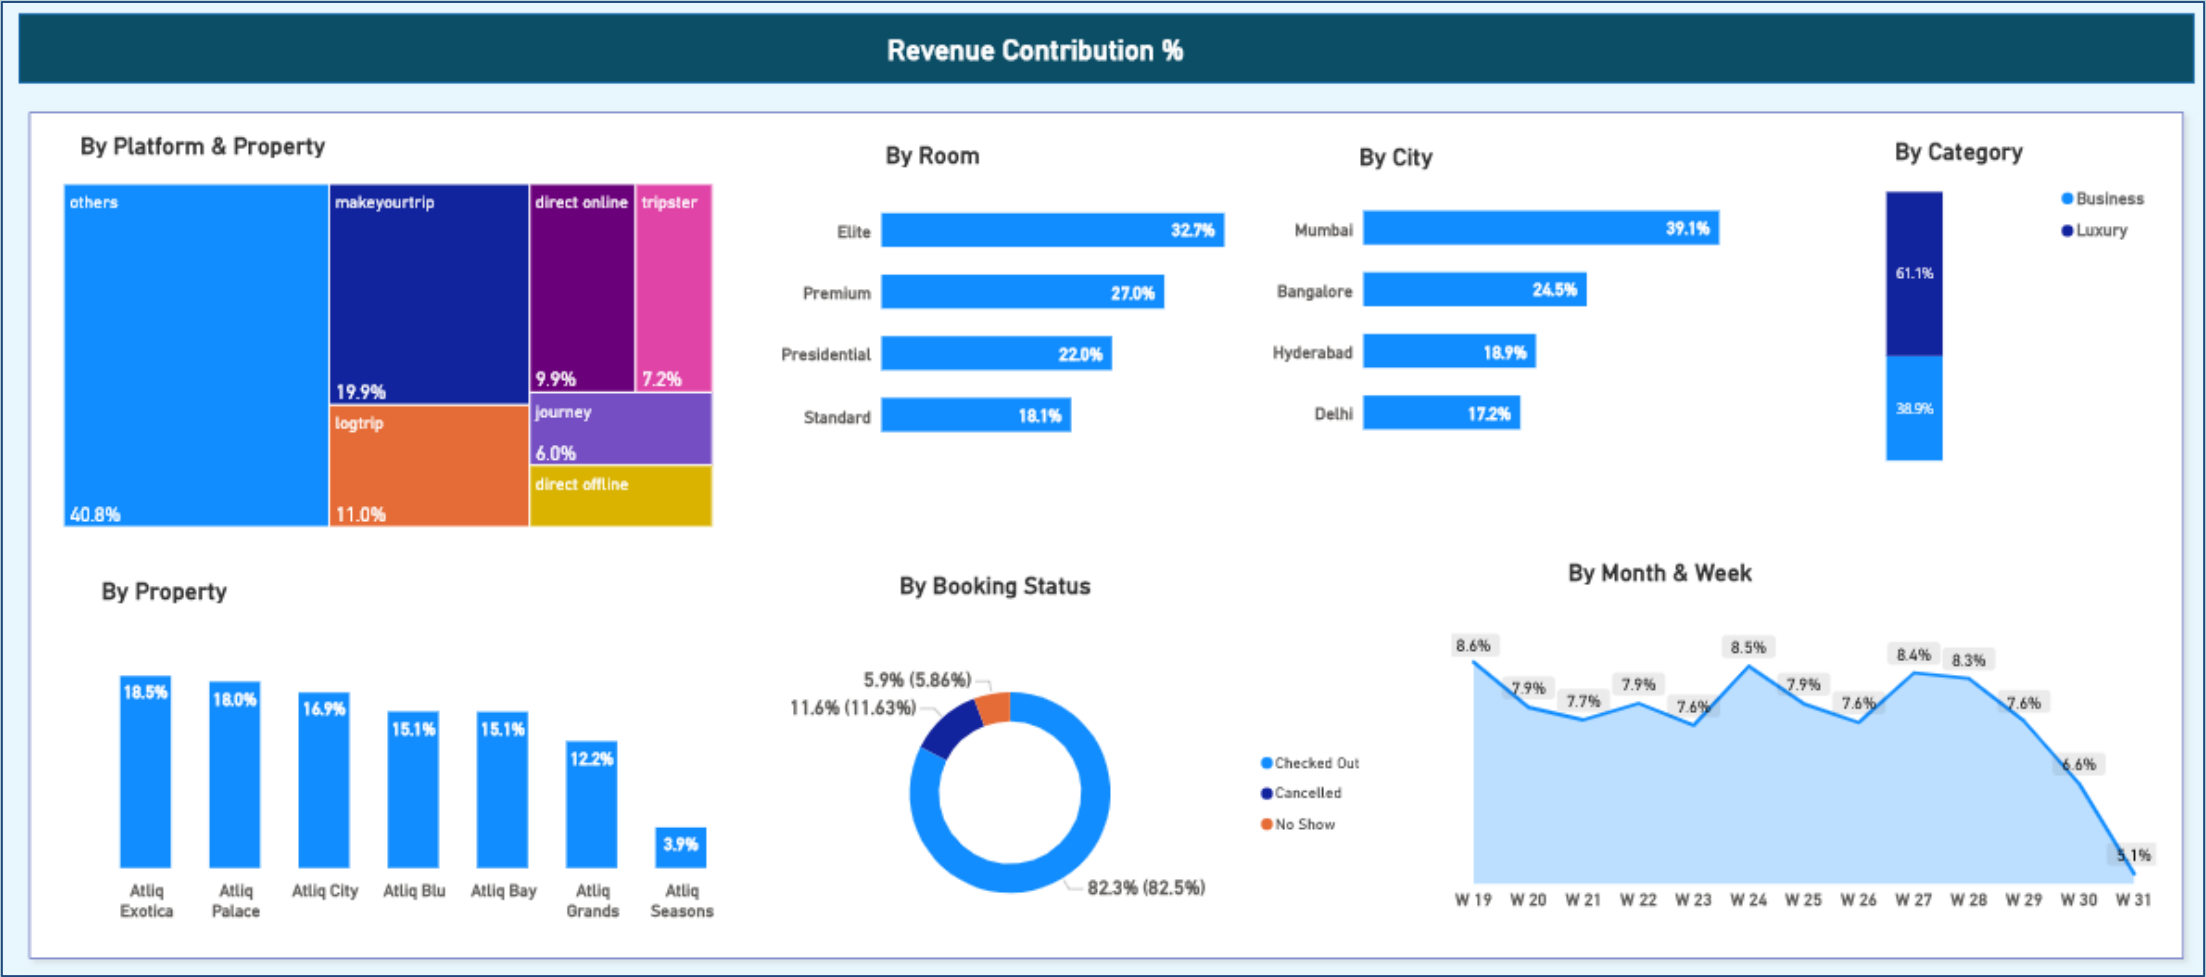 Revenue Contribution %
By Platform & Property
others
40.8%
makeyourtrip
19.9%
logtrip
11.0%
direct online
9.9%
tripster
7.2%
journey
6.0%
direct offline
By Room
Elite 32.7%
Premium 27.0%
Presidential 22.0%
Standard 18.1%
By City
Mumbai 39.1%
Bangalore 24.5%
Hyderabad 18.9%
Delhi 17.2%
By Category
61.1%
38.9%
Business
Luxury
By Property
18.5% 18.0% 16.9% 15.1% 15.1% 12.2% 3.9%
Atliq Exotica
Atliq Palace
Atliq City
Atliq Blu
Atliq Bay
Atliq Grands
Atliq Seasons
By Booking Status
5.9% (5.86%)
11.6% (11.63%)
82.3% (82.5%)
Checked Out
Cancelled
No Show
By Month & Week
8.6% 7.9% 7.7% 7.9% 7.6% 8.5% 7.9% 7.6% 8.4% 8.3% 7.6% 6.6% 5.1%
W 19 W 20 W 21 W 22 W 23 W 24 W 25 W 26 W 27 W 28 W 29 W 30 W 31